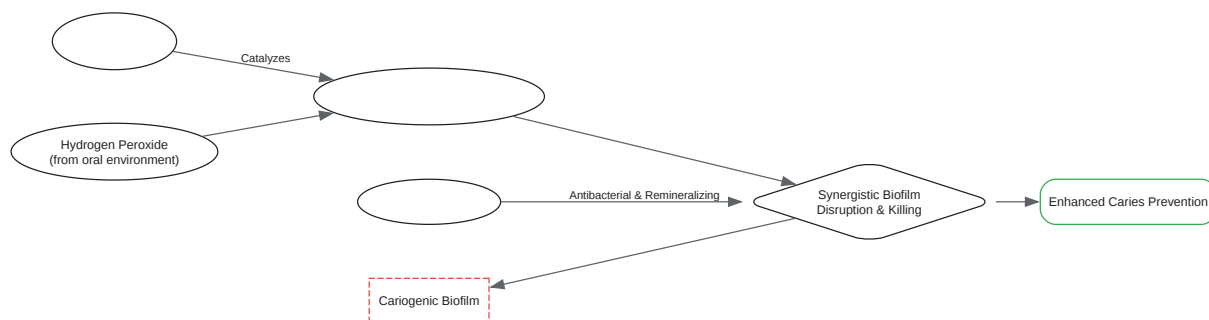 Catalyzes
Hydrogen Peroxide
(from oral environment)
Antibacterial & Remineralizing
Synergistic Biofilm
Disruption & Killing
Enhanced Caries Prevention
Cariogenic Biofilm